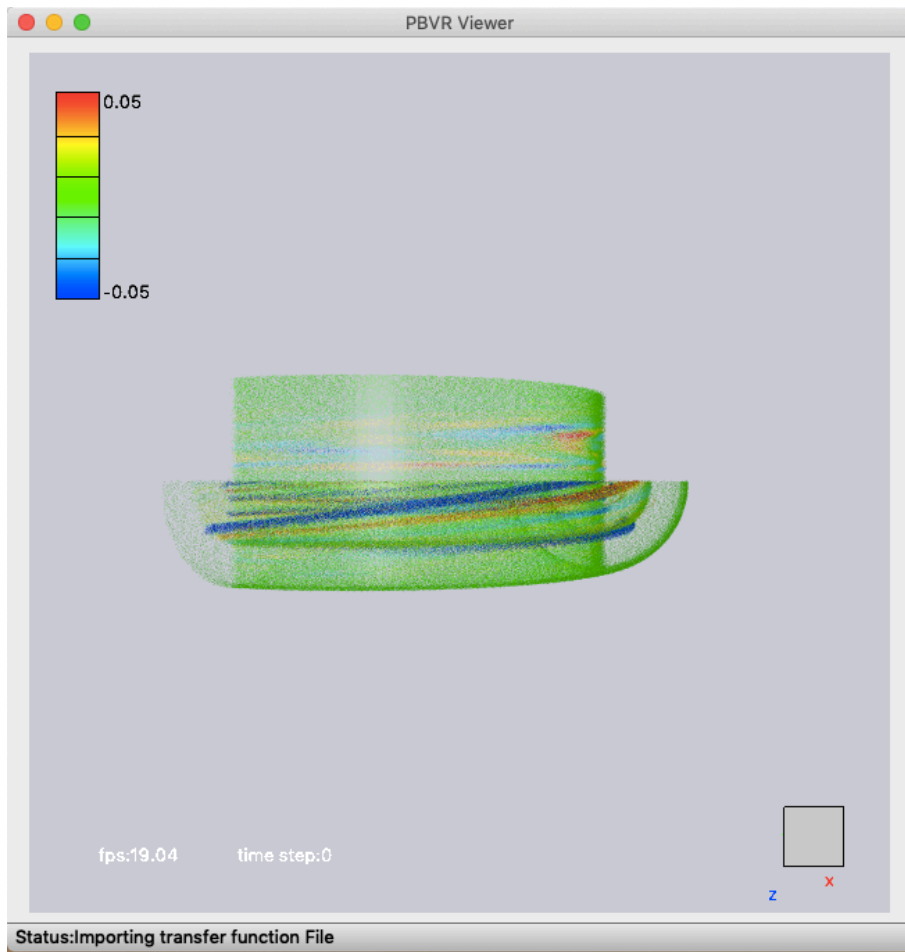 PBVR Viewer
0.05
-0.05
fps:19.04 time step:0
X
Z
Status:Importing transfer function File